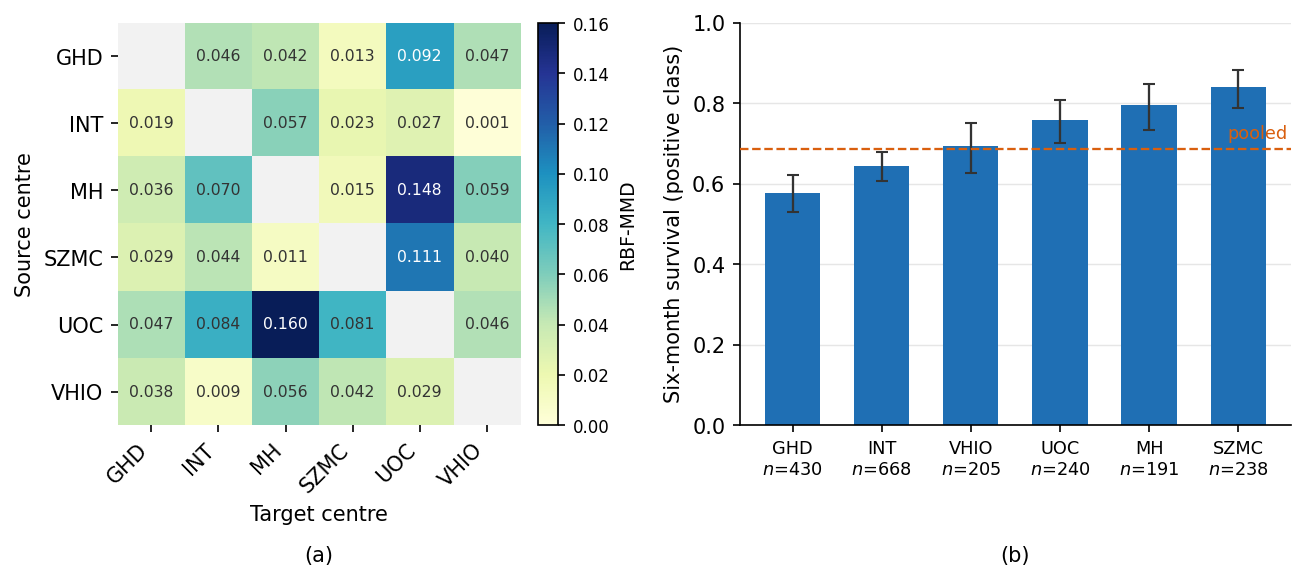 GHD 0.046 0.042 0.013 0.092 0.047
INT 0.019 0.057 0.023 0.027 0.001
MH 0.036 0.070 0.015 0.148 0.059
SZMC 0.029 0.044 0.011 0.111 0.040
UOC 0.047 0.084 0.160 0.081 0.046
VHIO 0.038 0.009 0.056 0.042 0.029
GHD INT MH SZMC UOC VHIO
Source centre
Target centre
(a)
0.16
0.14
0.12
0.10
0.08
0.06
0.04
0.02
0.00
RBF-MMD
Six-month survival (positive class)
1.0
0.8
0.6
0.4
0.2
0.0
pooled
GHD INT VHIO UOC MH SZMC
n=430 n=668 n=205 n=240 n=191 n=238
(b)